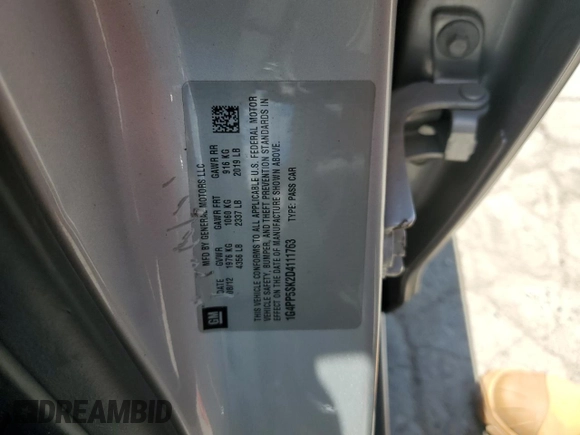 GM
MFD BY GENERAL MOTORS LLC
DATE GVWR GAWR FRT GAWR RR
08/12 1976 KG 1060 KG 916 KG
4356 LB 2337 LB 2019 LB
THIS VEHICLE CONFORMS TO ALL APPLICABLE U.S. FEDERAL MOTOR
VEHICLE SAFETY, BUMPER, AND THEFT PREVENTION STANDARDS IN
EFFECT ON THE DATE OF MANUFACTURE SHOWN ABOVE.
1G4PP5SK2D4111763 TYPE: PASS CAR
DREAMBID